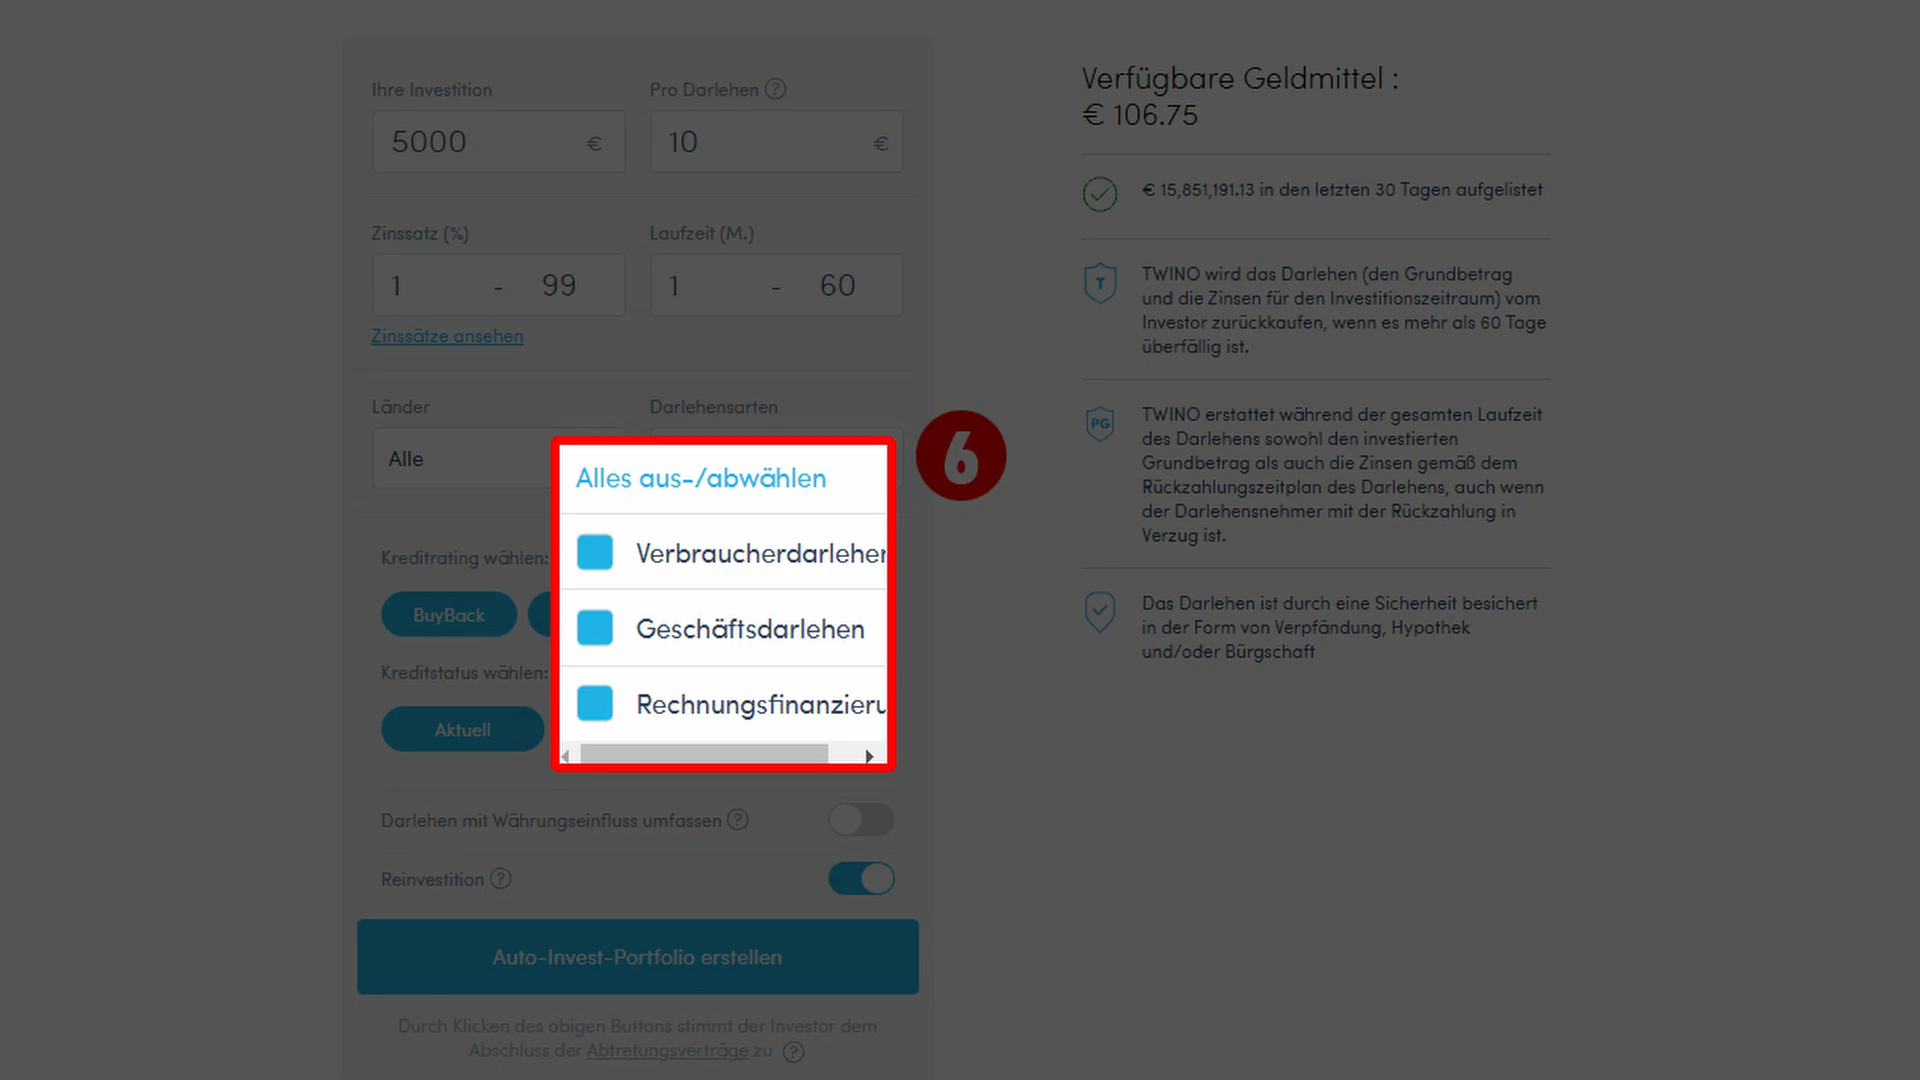 Ihre Investition
Pro Darlehen ?
5000 €
10 €
Zinssatz (%)
Laufzeit (M.)
1 - 99
1 - 60
Zinssätze ansehen
Länder
Darlehensarten
Alle
6
Alles aus-/abwählen
Verbraucherdarlehen
Geschäftsdarlehen
Rechnungsfinanzieru
Kreditrating wählen:
BuyBack
Kreditstatus wählen:
Aktuell
Darlehen mit Währungseinfluss umfassen ?
Reinvestition ?
Auto-Invest-Portfolio erstellen
Durch Klicken des obigen Buttons stimmt der Investor dem
Abschluss der Abtretungsverträge zu ?
Verfügbare Geldmittel :
€ 106.75
€ 15,851,191.13 in den letzten 30 Tagen aufgelistet
T
TWINO wird das Darlehen (den Grundbetrag
und die Zinsen für den Investitionszeitraum) vom
Investor zurückkaufen, wenn es mehr als 60 Tage
überfällig ist.
PG
TWINO erstattet während der gesamten Laufzeit
des Darlehens sowohl den investierten
Grundbetrag als auch die Zinsen gemäß dem
Rückzahlungszeitplan des Darlehens, auch wenn
der Darlehensnehmer mit der Rückzahlung in
Verzug ist.
Das Darlehen ist durch eine Sicherheit besichert
in der Form von Verpfändung, Hypothek
und/oder Bürgschaft